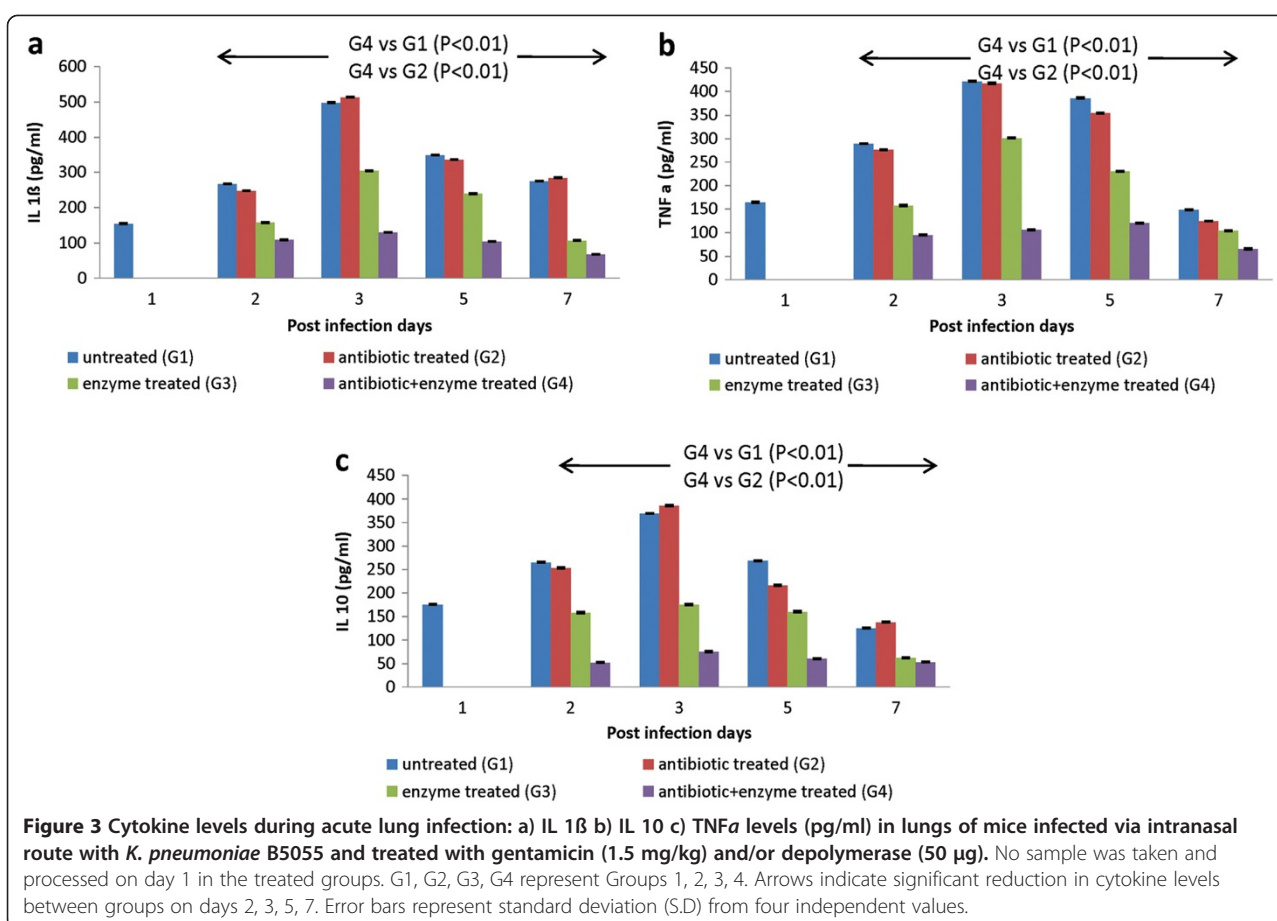 a
G4 vs G1 (P<0.01)
G4 vs G2 (P<0.01)
600
500
400
300
200
100
0
IL 1ß (pg/ml)
1 2 3 5 7
Post infection days
untreated (G1) antibiotic treated (G2)
enzyme treated (G3) antibiotic+enzyme treated (G4)
b
G4 vs G1 (P<0.01)
G4 vs G2 (P<0.01)
450
400
350
300
250
200
150
100
50
0
TNF a (pg/ml)
1 2 3 5 7
Post infection days
untreated (G1) antibiotic treated (G2)
enzyme treated (G3) antibiotic+enzyme treated (G4)
c
G4 vs G1 (P<0.01)
G4 vs G2 (P<0.01)
450
400
350
300
250
200
150
100
50
0
IL 10 (pg/ml)
1 2 3 5 7
Post infection days
untreated (G1) antibiotic treated (G2)
enzyme treated (G3) antibiotic+enzyme treated (G4)
Figure 3 Cytokine levels during acute lung infection: a) IL 1ß b) IL 10 c) TNFa levels (pg/ml) in lungs of mice infected via intranasal
route with K. pneumoniae B5055 and treated with gentamicin (1.5 mg/kg) and/or depolymerase (50 μg). No sample was taken and
processed on day 1 in the treated groups. G1, G2, G3, G4 represent Groups 1, 2, 3, 4. Arrows indicate significant reduction in cytokine levels
between groups on days 2, 3, 5, 7. Error bars represent standard deviation (S.D) from four independent values.